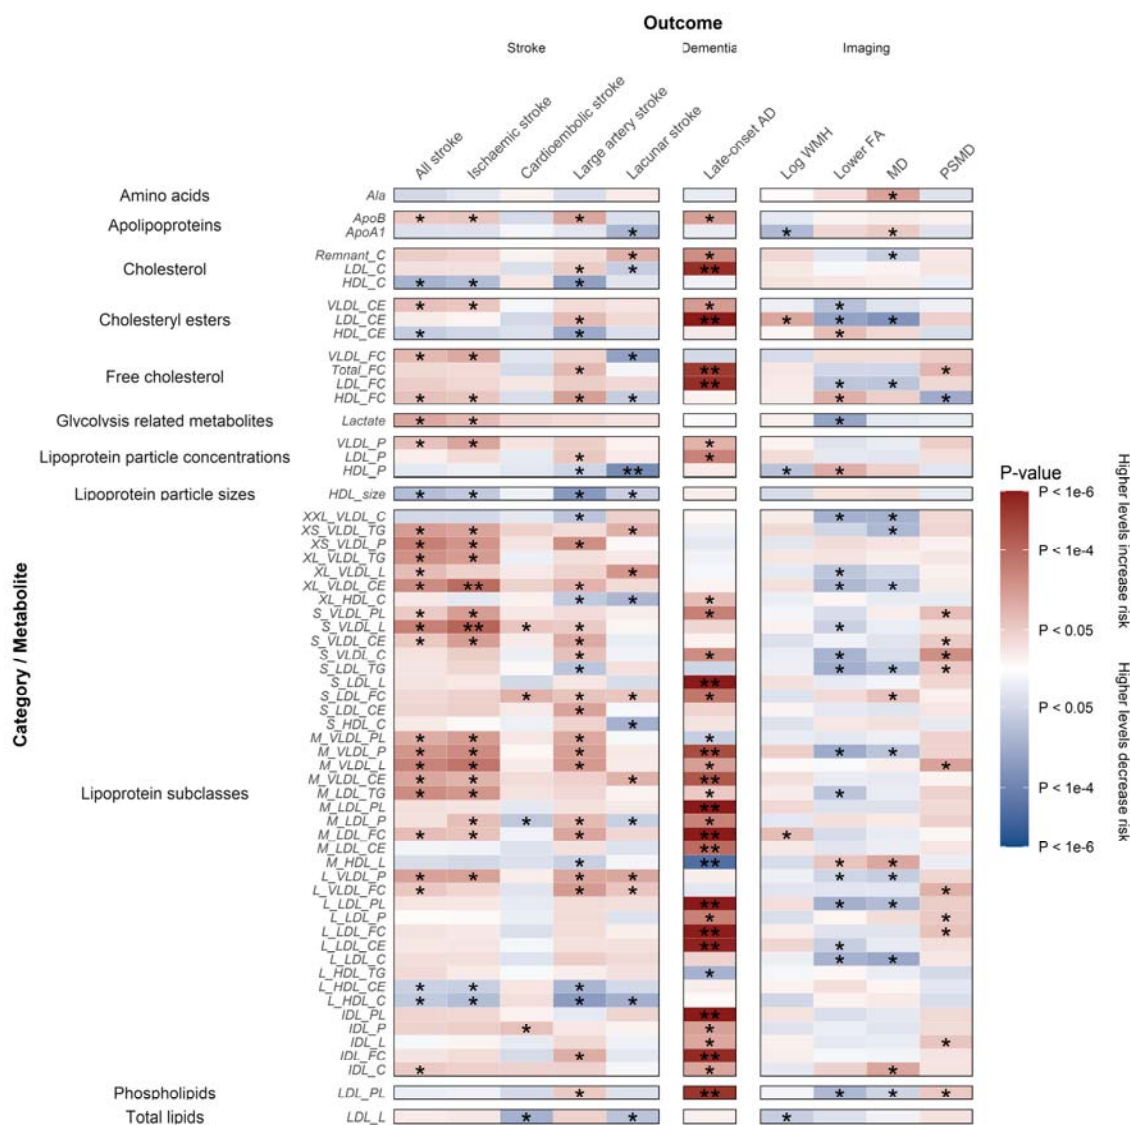 Outcome
Stroke Dementia Imaging
All stroke
Ischaemic stroke
Cardioembolic stroke
Large artery stroke
Lacunar stroke
Late-onset AD
Log WMH
Lower FA
MD
PSMD
Category / Metabolite
Amino acids Ala *
ApoB * * * *
Apolipoproteins
ApoA1 * * *
Remnant_C * * *
Cholesterol LDL_C * * **
HDL_C * * *
VLDL_CE * * * *
Cholesteryl esters LDL_CE * ** * * *
HDL_CE * * *
VLDL_FC * * *
Total_FC * ** *
Free cholesterol
LDL_FC ** * *
HDL_FC * * * * * *
Glycolysis related metabolites Lactate * * *
VLDL_P * * *
Lipoprotein particle concentrations LDL_P * *
HDL_P * ** * *
Lipoprotein particle sizes HDL_size * * * *
XXL_VLDL_C * * *
XS_VLDL_TG * * * *
XS_VLDL_P * * *
XL_VLDL_TG * *
XL_VLDL_L * * *
XL_VLDL_CE * ** * * *
XL_HDL_C * * *
S_VLDL_PL * * * *
S_VLDL_L * ** * * *
S_VLDL_CE * * * *
S_VLDL_C * * * *
S_LDL_TG * * * *
S_LDL_L **
S_LDL_FC * * * * *
S_LDL_CE *
S_HDL_C *
M_VLDL_PL * * * *
M_VLDL_P * * * ** * *
M_VLDL_L * * * * *
M_VLDL_CE * * * **
Lipoprotein subclasses M_LDL_TG * * * *
M_LDL_PL **
M_LDL_P * * * * *
M_LDL_FC * * * ** *
M_LDL_CE **
M_HDL_L * ** * *
L_VLDL_P * * * * * *
L_VLDL_FC * * * *
L_LDL_PL ** * *
L_LDL_P * *
L_LDL_FC ** *
L_LDL_CE ** *
L_LDL_C * *
L_HDL_TG *
L_HDL_CE * * *
L_HDL_C * * * *
IDL_PL **
IDL_P * *
IDL_L * *
IDL_FC * **
IDL_C * * *
Phospholipids LDL_PL * ** * * *
Total lipids LDL_L * * *
P-value
P < 1e-6
P < 1e-4
P < 0.05
P < 0.05
P < 1e-4
P < 1e-6
Higher levels increase risk
Higher levels decrease risk